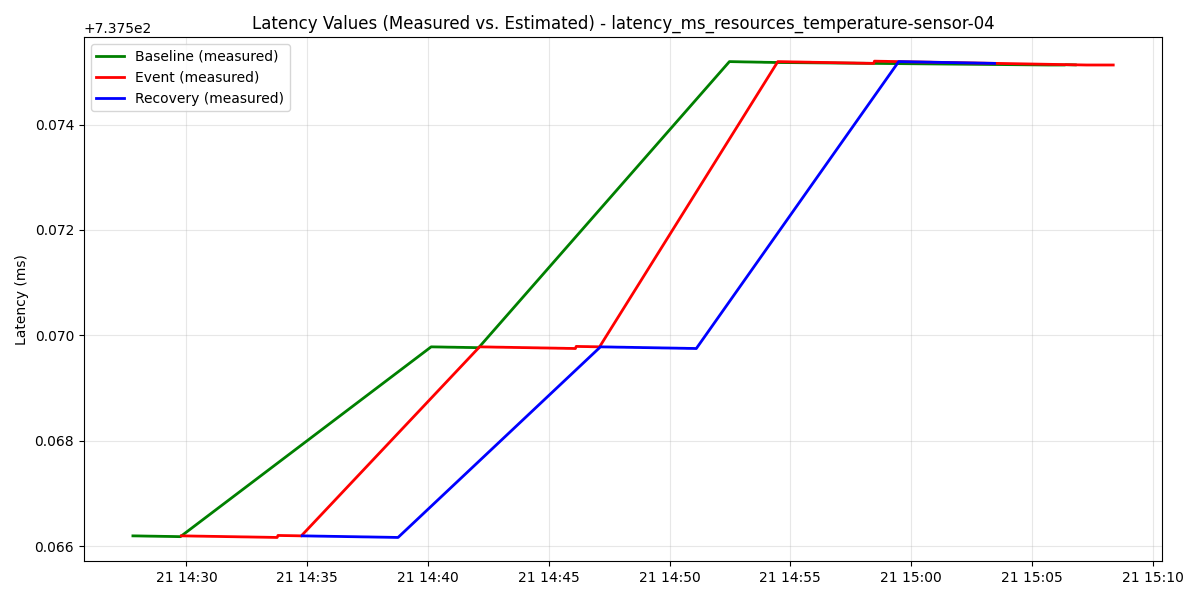 Latency Values (Measured vs. Estimated) - latency_ms_resources_temperature-sensor-04
+7.375e2
Baseline (measured)
Event (measured)
Recovery (measured)
Latency (ms)
0.074
0.072
0.070
0.068
0.066
21 14:30
21 14:35
21 14:40
21 14:45
21 14:50
21 14:55
21 15:00
21 15:05
21 15:10